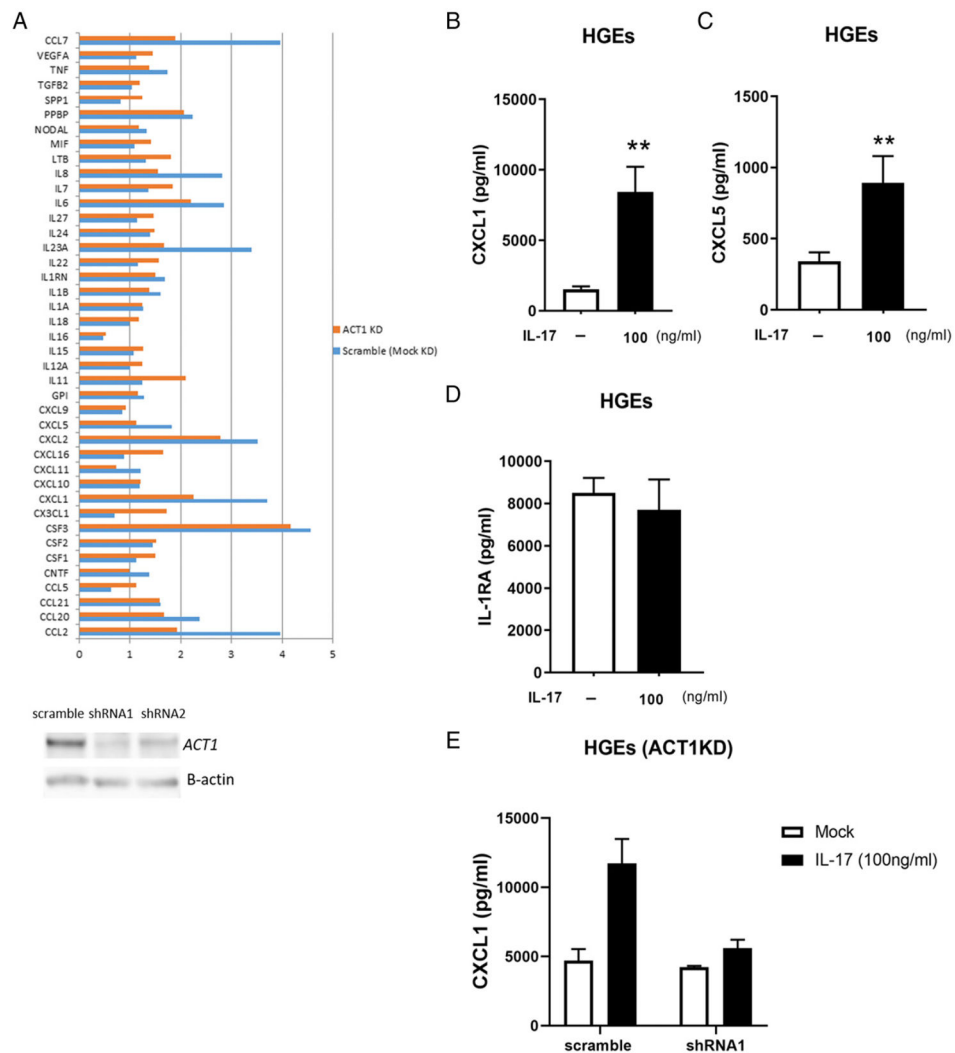 A
CCL7
VEGFA
TNF
TGFB2
SPP1
PPBP
NODAL
MIF
LTB
IL8
IL7
IL6
IL27
IL24
IL23A
IL22
IL1RN
IL1B
IL1A
IL18
IL16
IL15
IL12A
IL11
GPI
CXCL9
CXCL5
CXCL2
CXCL16
CXCL11
CXCL10
CXCL1
CX3CL1
CSF3
CSF2
CSF1
CNTF
CCL5
CCL21
CCL20
CCL2
0 1 2 3 4 5
ACT1 KD
Scramble (Mock KD)
scramble shRNA1 shRNA2
ACT1
B-actin
B
HGEs
CXCL1 (pg/ml)
15000
10000
5000
0
**
IL-17 – 100 (ng/ml)
C
HGEs
CXCL5 (pg/ml)
1500
1000
500
0
**
IL-17 – 100 (ng/ml)
D
HGEs
IL-1RA (pg/ml)
10000
8000
6000
4000
2000
0
IL-17 – 100 (ng/ml)
E
HGEs (ACT1KD)
CXCL1 (pg/ml)
15000
10000
5000
0
scramble shRNA1
Mock
IL-17 (100ng/ml)